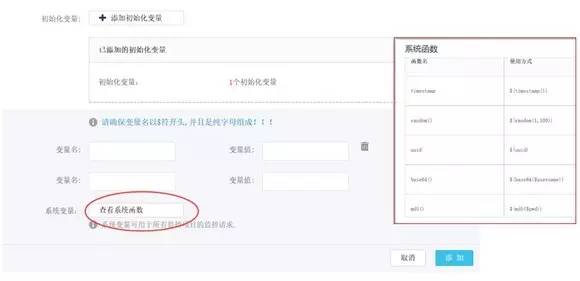 初始化变量: + 添加初始化变量
已添加的初始化变量
初始化变量: 1个初始化变量
请确保变量名以$符开头,并且是纯字母组成!!!
变量名: 变量值:
变量名: 变量值:
系统变量: 查看系统函数
系统变量可用于所有监控项目的监控请求.
取消 添 加
系统函数
函数名 使用方式
timestamp ${timestamp()}
random() ${random(1,100)}
uuid ${uuid}
base64() ${base64($username)}
md5() ${md5($pwd)}